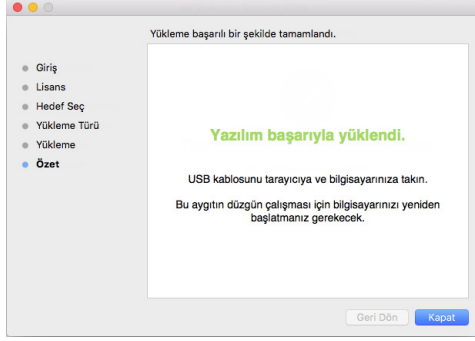 Yükleme başarılı bir şekilde tamamlandı.
Giriş
Lisans
Hedef Seç
Yükleme Türü
Yükleme
Özet
Yazılım başarıyla yüklendi.
USB kablosunu tarayıcıya ve bilgisayarınıza takın.
Bu aygıtın düzgün çalışması için bilgisayarınızı yeniden
başlatmanız gerekecek.
Geri Dön
Kapat